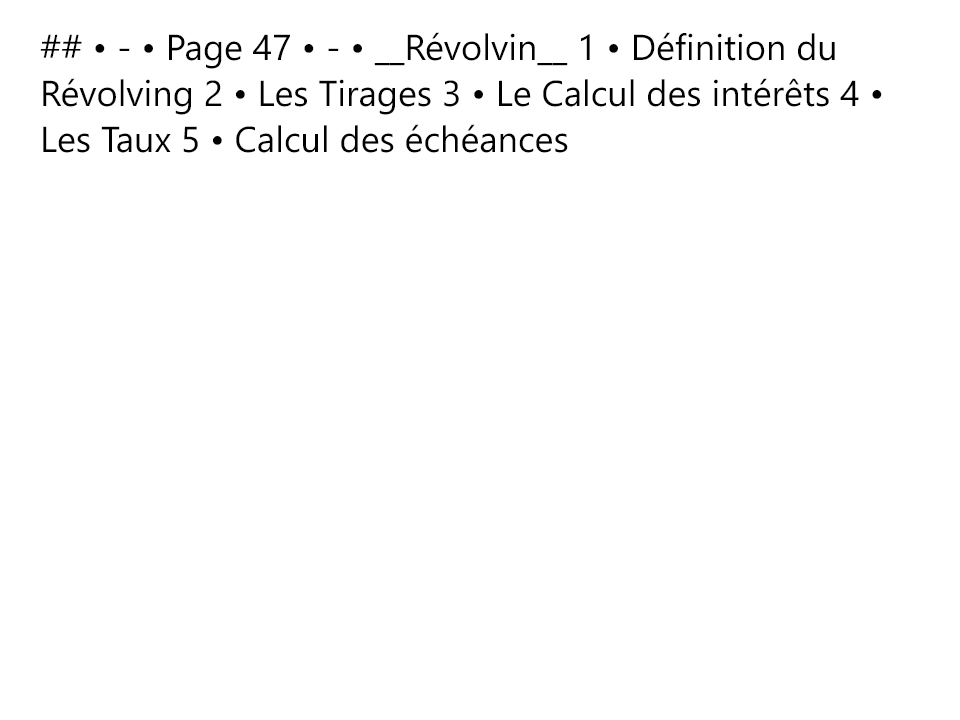 ## • - • Page 47 • - • __Révolvin__ 1 • Définition du
Révolving 2 • Les Tirages 3 • Le Calcul des intérêts 4 •
Les Taux 5 • Calcul des échéances